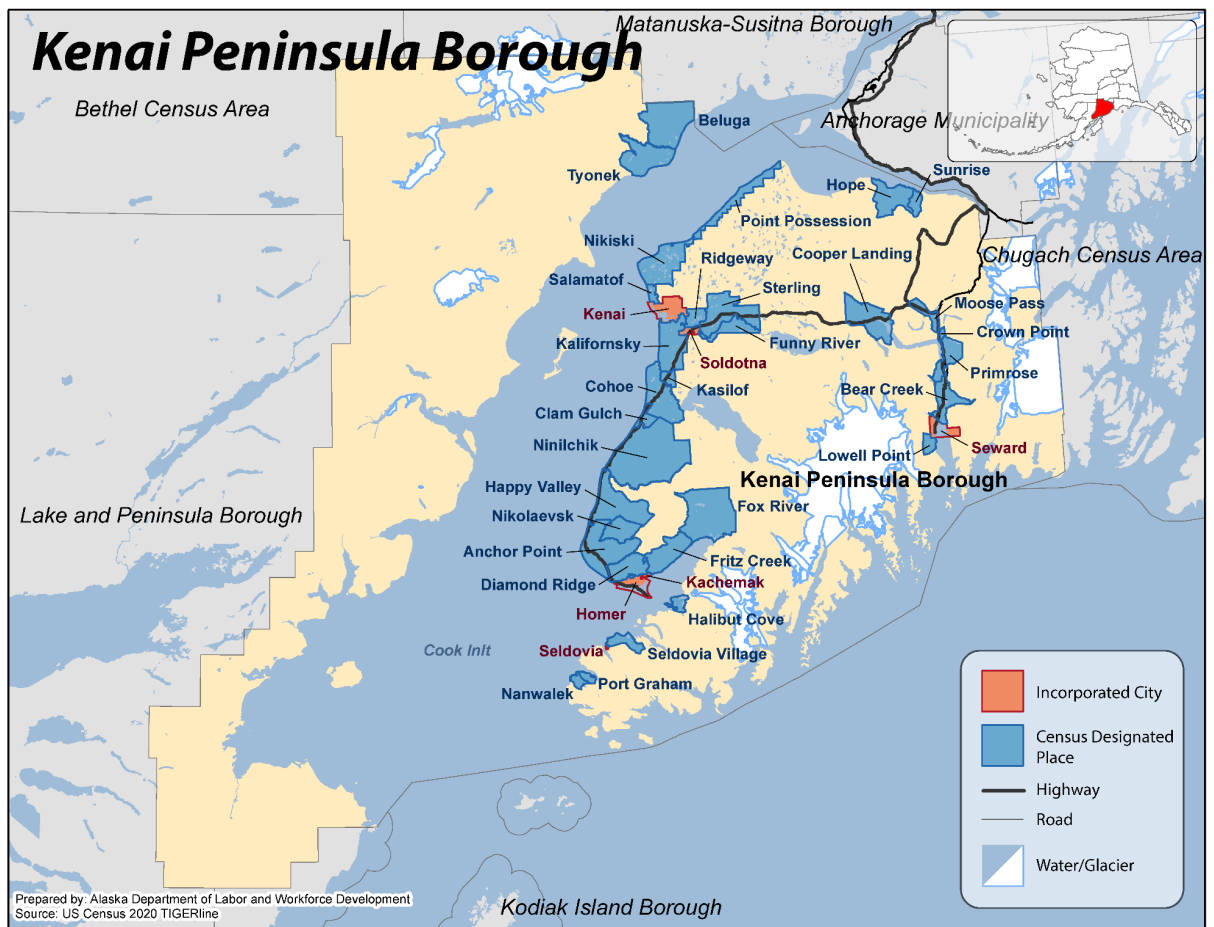 Kenai Peninsula Borough
Matanuska-Susitna Borough
Bethel Census Area
Anchorage Municipality
Beluga
Tyonek
Hope
Sunrise
Point Possession
Nikiski
Ridgeway
Cooper Landing
Chugach Census Area
Salamatof
Sterling
Kenai
Moose Pass
Crown Point
Kalifornsky
Funny River
Soldotna
Primrose
Cohoe
Kasilof
Bear Creek
Clam Gulch
Ninilchik
Lowell Point
Seward
Kenai Peninsula Borough
Happy Valley
Fox River
Lake and Peninsula Borough
Nikolaevsk
Anchor Point
Fritz Creek
Diamond Ridge
Kachemak
Homer
Halibut Cove
Cook Inlt
Seldovia
Seldovia Village
Nanwalek
Port Graham
Incorporated City
Census Designated
Place
Highway
Road
Water/Glacier
Prepared by: Alaska Department of Labor and Workforce Development
Source: US Census 2020 TIGERline
Kodiak Island Borough